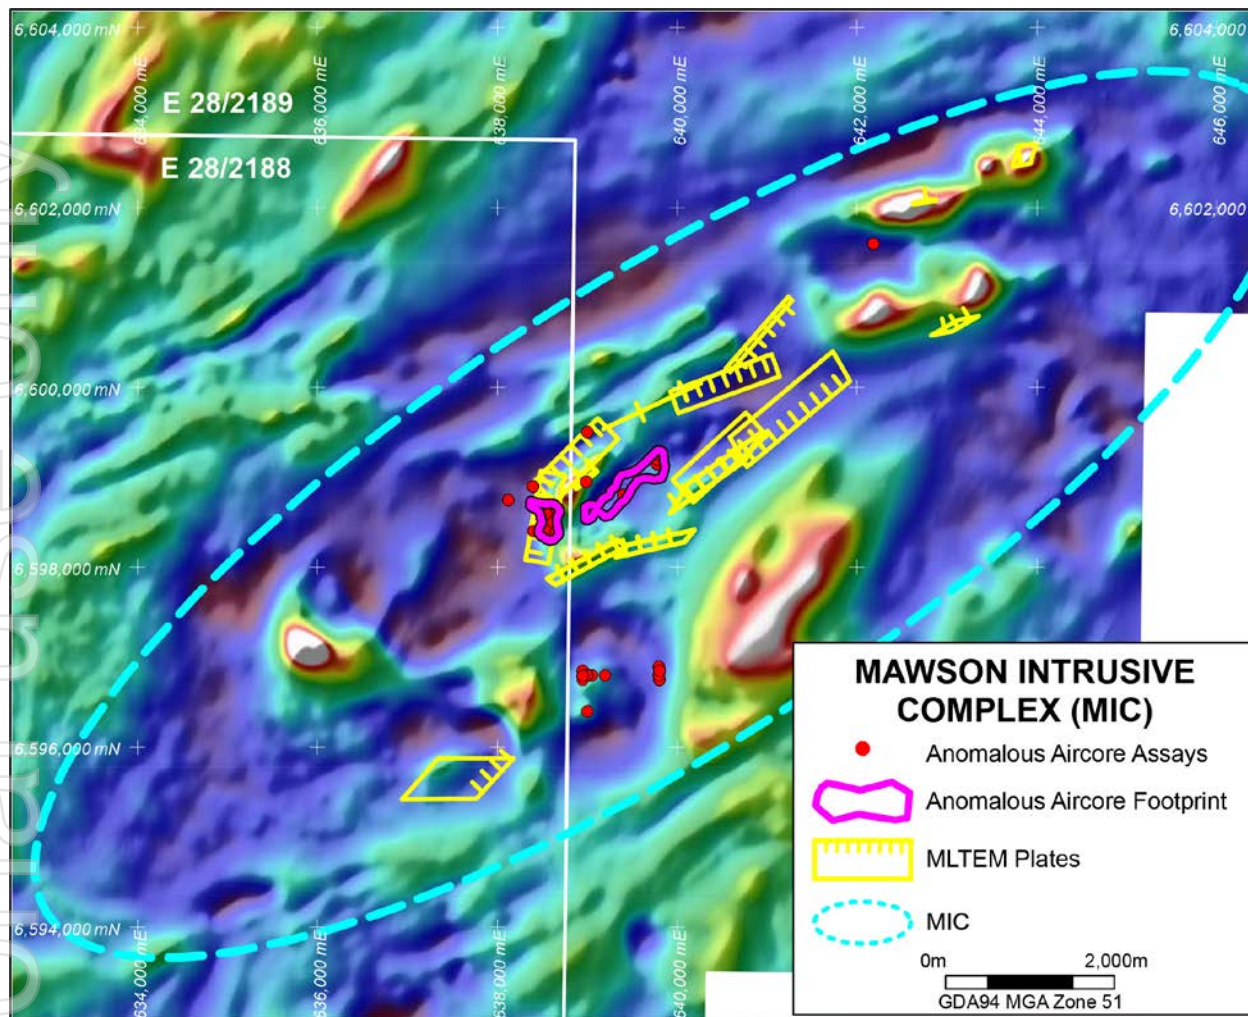 6,604,000 mN
6,604,000
634,000 mE
636,000 mE
638,000 mE
640,000 mE
642,000 mE
644,000 mE
646,000 mE
E 28/2189
E 28/2188
6,602,000 mN
6,602,000
6,600,000 mN
6,598,000 mN
6,596,000 mN
6,594,000 mN
634,000 mE
636,000 mE
638,000 mE
640,000 mE
MAWSON INTRUSIVE
COMPLEX (MIC)
Anomalous Aircore Assays
Anomalous Aircore Footprint
MLTEM Plates
MIC
0m 2,000m
GDA94 MGA Zone 51
use only